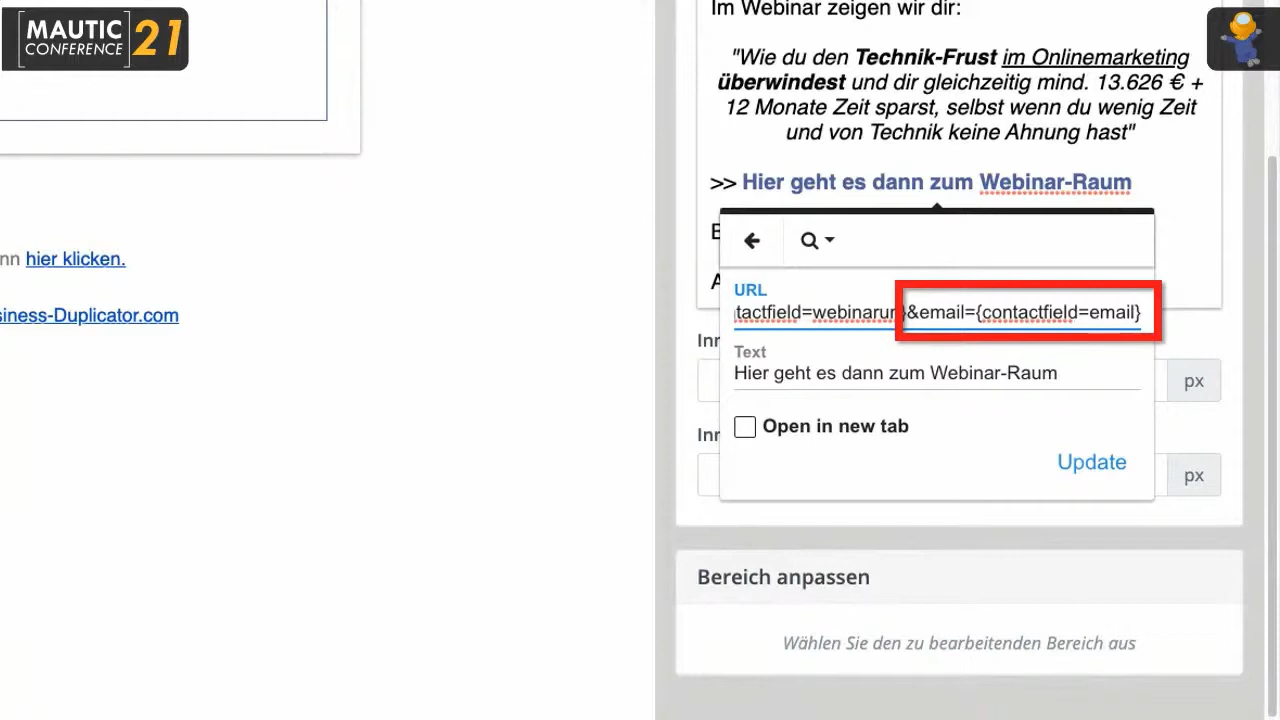 MAUTIC
CONFERENCE
21
nn hier klicken.
siness-Duplicator.com
Im Webinar zeigen wir dir:
"Wie du den Technik-Frust im Onlinemarketing
überwindest und dir gleichzeitig mind. 13.626 € +
12 Monate Zeit sparst, selbst wenn du wenig Zeit
und von Technik keine Ahnung hast"
>> Hier geht es dann zum Webinar-Raum
URL
tactfield=webinarurl}&email={contactfield=email}
Text
Hier geht es dann zum Webinar-Raum
Open in new tab
Update
Inr
px
Inr
px
Bereich anpassen
Wählen Sie den zu bearbeitenden Bereich aus